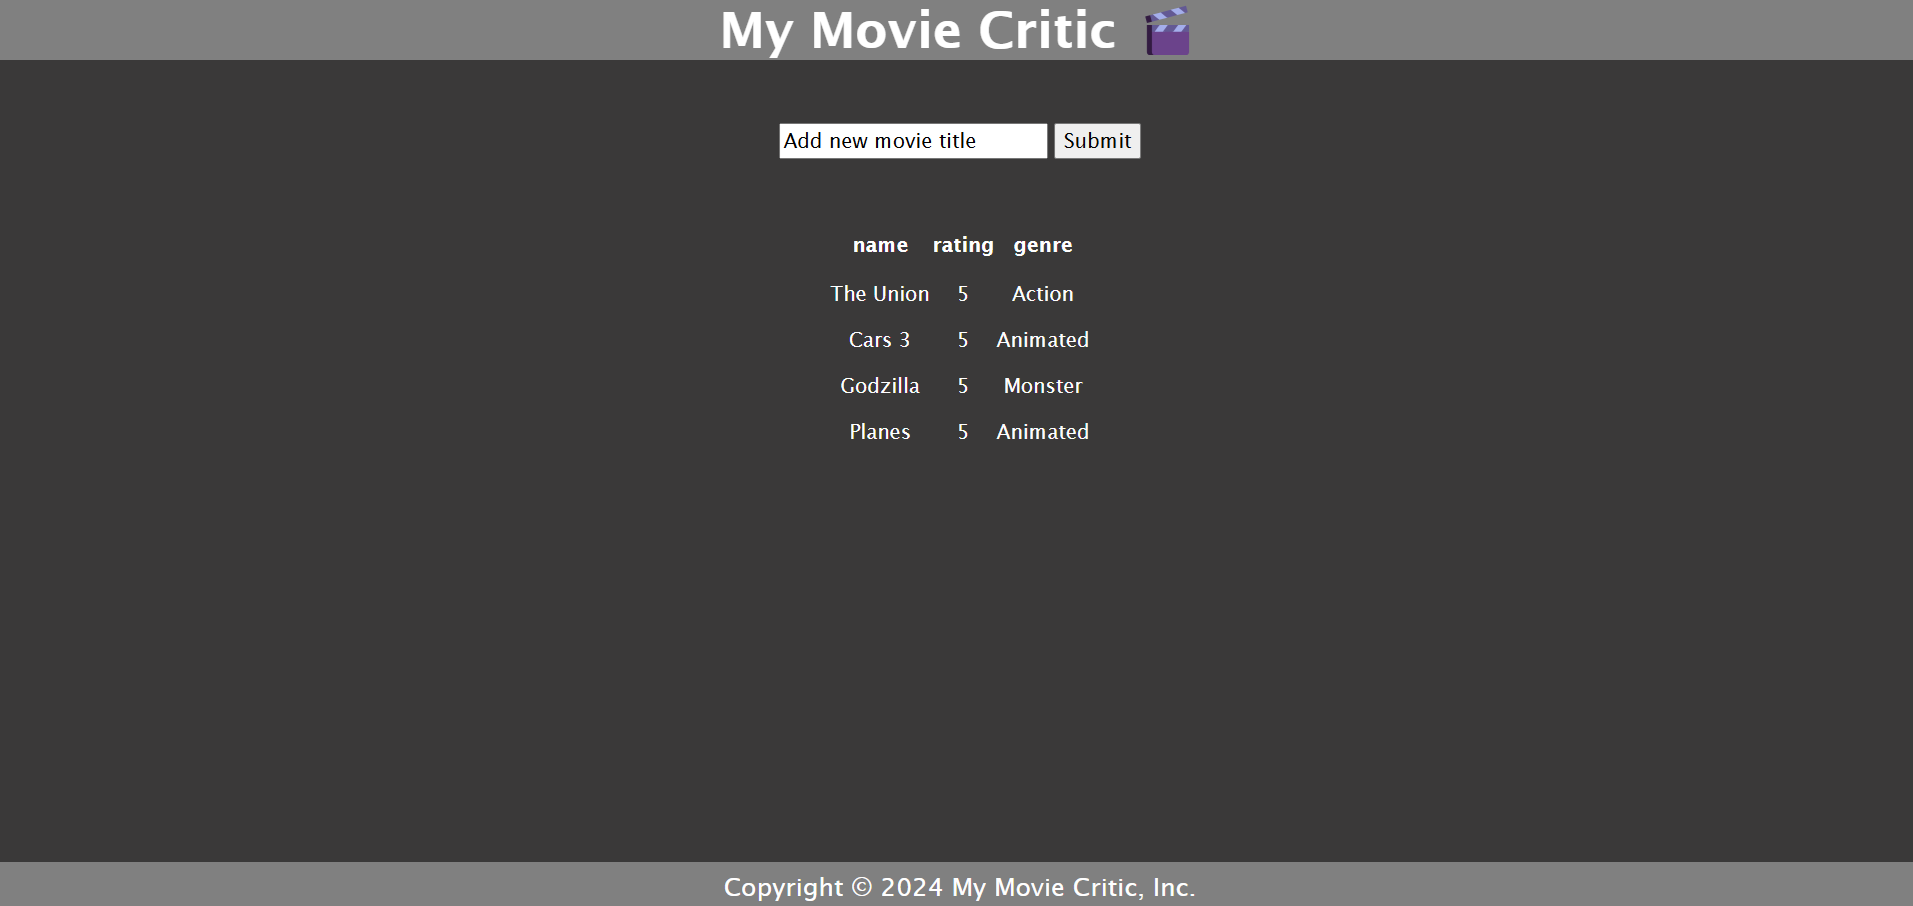 My Movie Critic
Add new movie title Submit
name rating genre
The Union 5 Action
Cars 3 5 Animated
Godzilla 5 Monster
Planes 5 Animated
Copyright © 2024 My Movie Critic, Inc.